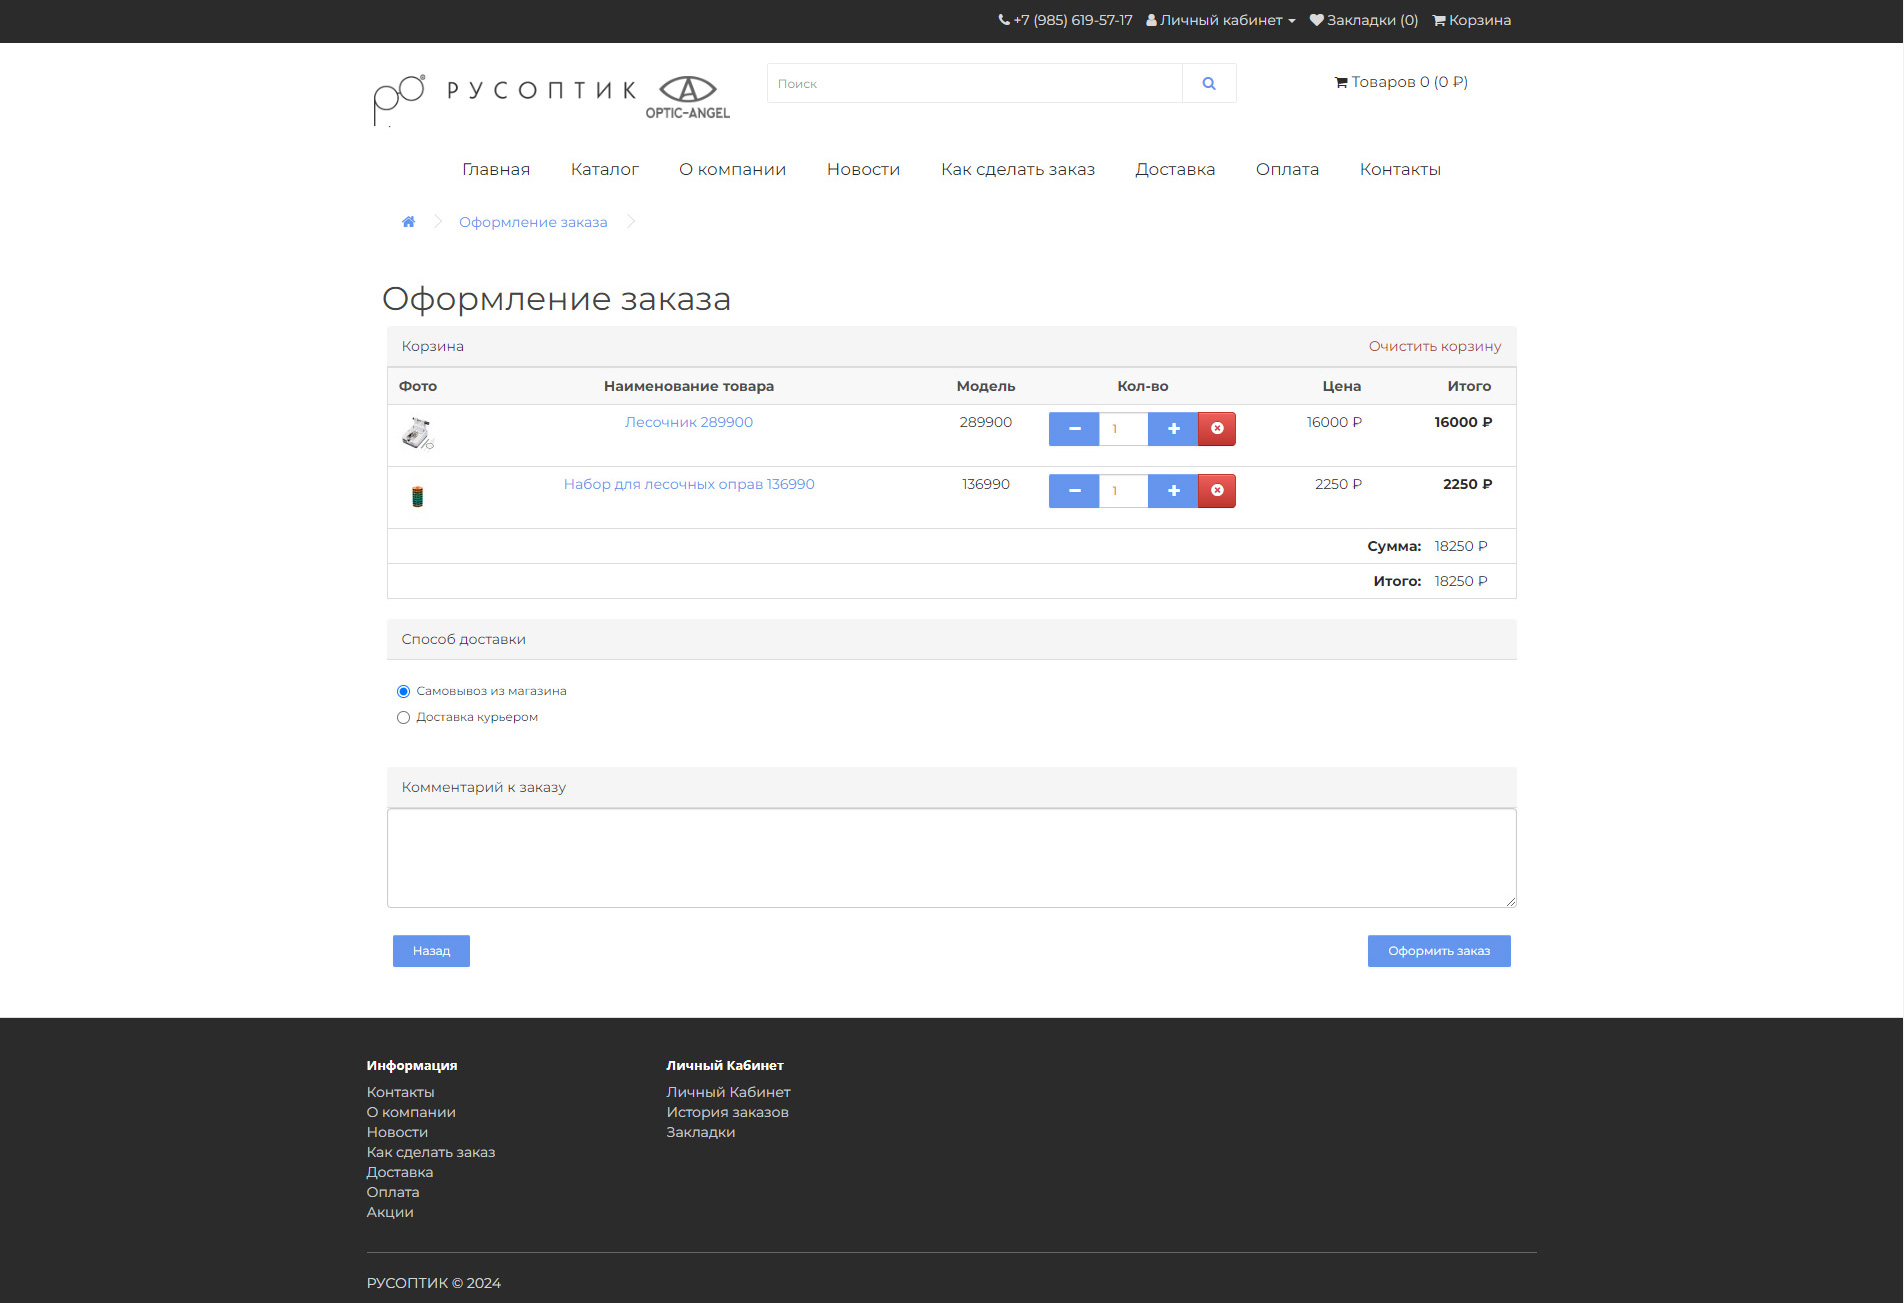 +7 (985) 619-57-17 Личный кабинет Закладки (0) Корзина
РУСОПТИК
OPTIC-ANGEL
Поиск
Товаров 0 (0 ₽)
Главная Каталог О компании Новости Как сделать заказ Доставка Оплата Контакты
Оформление заказа
Оформление заказа
Корзина Очистить корзину
Фото Наименование товара Модель Кол-во Цена Итого
Лесочник 289900 289900 1 16000 ₽ 16000 ₽
Набор для лесочных оправ 136990 136990 1 2250 ₽ 2250 ₽
Сумма: 18250 ₽
Итого: 18250 ₽
Способ доставки
Самовывоз из магазина
Доставка курьером
Комментарий к заказу
Назад Оформить заказ
Информация
Контакты
О компании
Новости
Как сделать заказ
Доставка
Оплата
Акции
Личный Кабинет
Личный Кабинет
История заказов
Закладки
РУСОПТИК © 2024